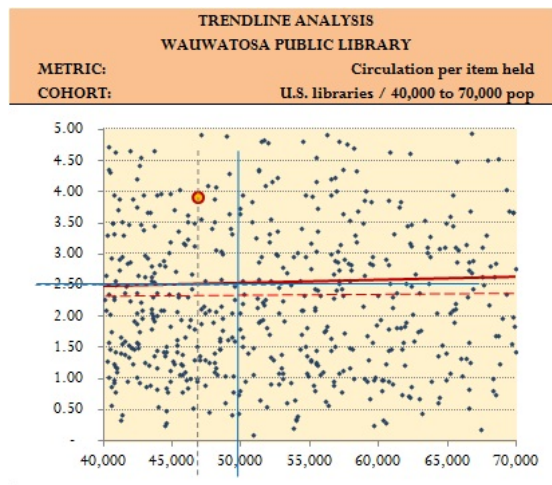 TRENDLINE ANALYSIS
WAUWATOSA PUBLIC LIBRARY
METRIC: Circulation per item held
COHORT: U.S. libraries / 40,000 to 70,000 pop
5.00
4.50
4.00
3.50
3.00
2.50
2.00
1.50
1.00
0.50
-
40,000 45,000 50,000 55,000 60,000 65,000 70,000